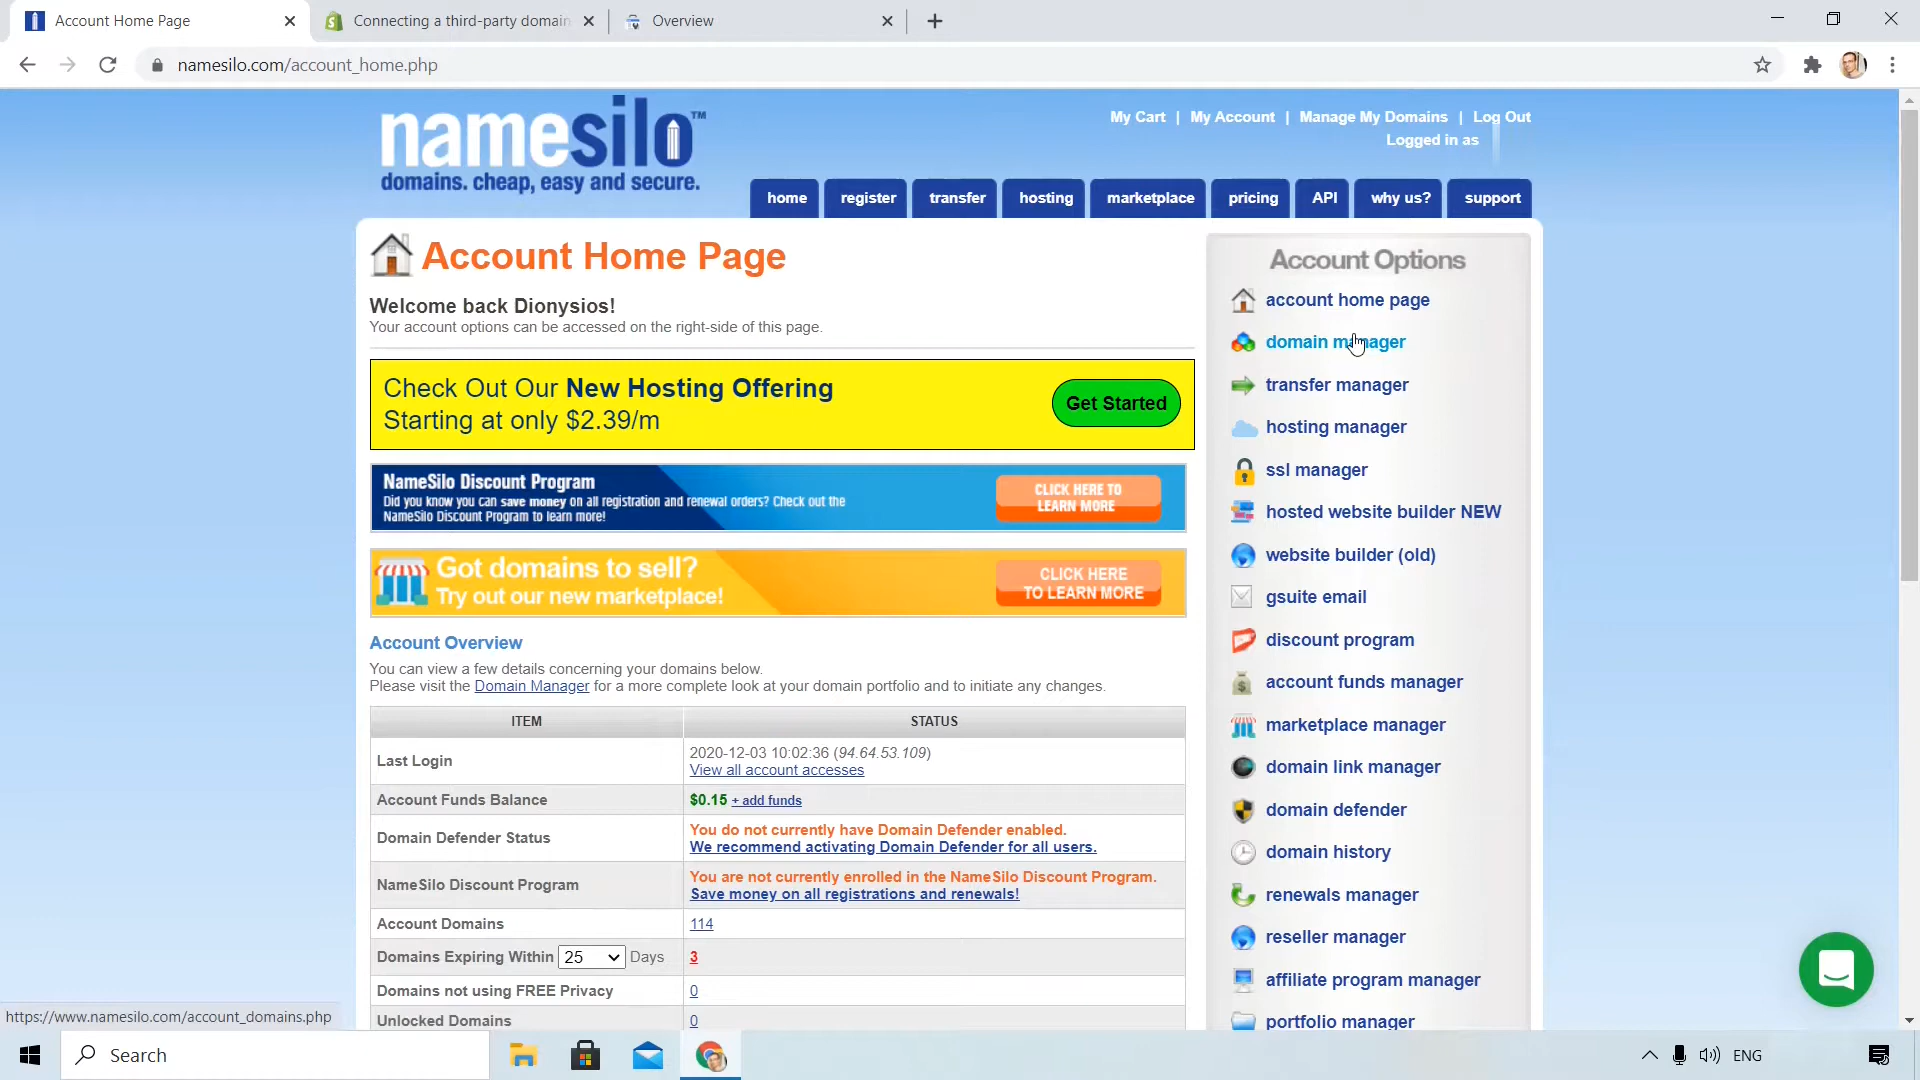 Account Home Page
Connecting a third-party domain
Overview
namesilo.com/account_home.php
namesilo™
domains. cheap, easy and secure.
My Cart | My Account | Manage My Domains | Log Out
Logged in as
home register transfer hosting marketplace pricing API why us? support
Account Home Page
Welcome back Dionysios!
Your account options can be accessed on the right-side of this page.
Check Out Our New Hosting Offering
Starting at only $2.39/m
Get Started
NameSilo Discount Program
Did you know you can save money on all registration and renewal orders? Check out the
NameSilo Discount Program to learn more!
CLICK HERE TO
LEARN MORE
Got domains to sell?
Try out our new marketplace!
CLICK HERE
TO LEARN MORE
Account Overview
You can view a few details concerning your domains below.
Please visit the Domain Manager for a more complete look at your domain portfolio and to initiate any changes.
ITEM STATUS
Last Login
2020-12-03 10:02:36 (94.64.53.109)
View all account accesses
Account Funds Balance $0.15 + add funds
Domain Defender Status
You do not currently have Domain Defender enabled.
We recommend activating Domain Defender for all users.
NameSilo Discount Program
You are not currently enrolled in the NameSilo Discount Program.
Save money on all registrations and renewals!
Account Domains 114
Domains Expiring Within 25 Days 3
Domains not using FREE Privacy 0
Unlocked Domains 0
Account Options
account home page
domain manager
transfer manager
hosting manager
ssl manager
hosted website builder NEW
website builder (old)
gsuite email
discount program
account funds manager
marketplace manager
domain link manager
domain defender
domain history
renewals manager
reseller manager
affiliate program manager
portfolio manager
https://www.namesilo.com/account_domains.php
Search
ENG